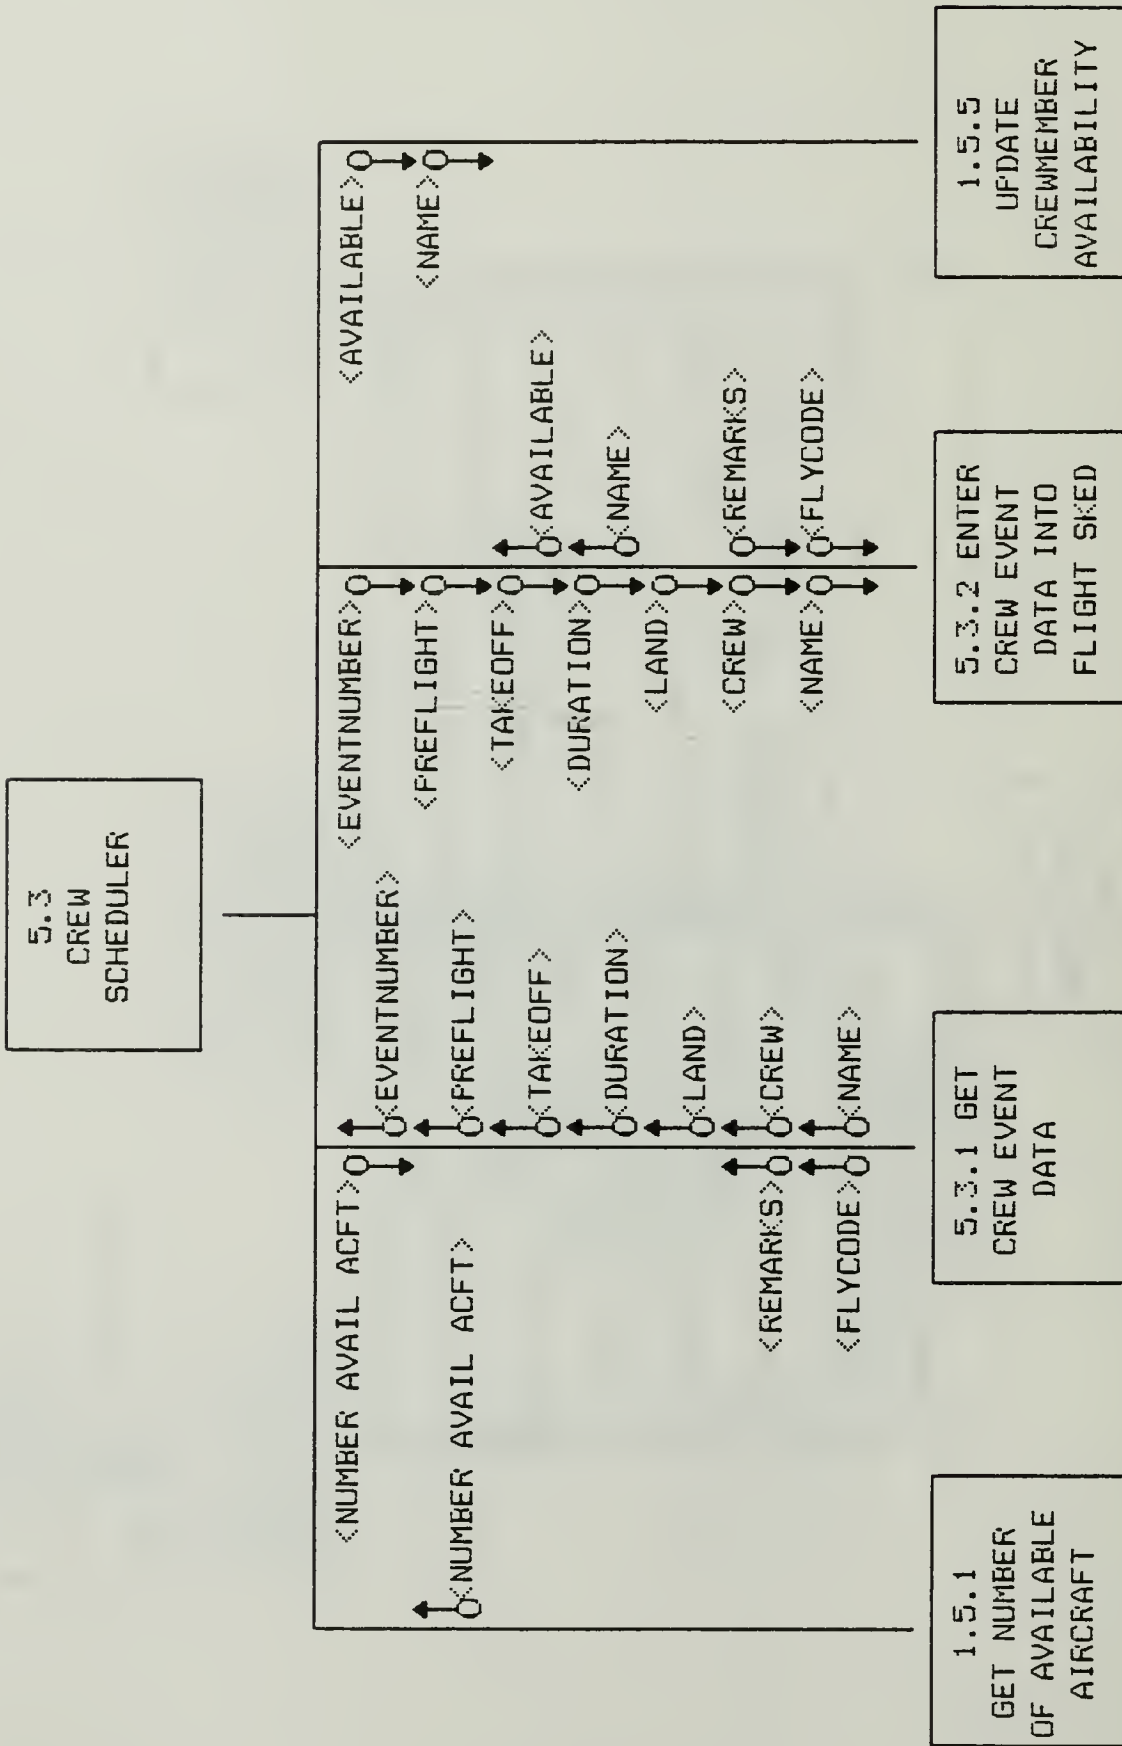 5.3
CREW
SCHEDULER
<NUMBER AVAIL ACFT>
<NUMBER AVAIL ACFT>
<REMARKS>
<FLYCODE>
<EVENTNUMBER>
<PREFLIGHT>
<TAKEOFF>
<DURATION>
<LAND>
<CREW>
<NAME>
<EVENTNUMBER>
<PREFLIGHT>
<TAKEOFF>
<DURATION>
<LAND>
<CREW>
<NAME>
<AVAILABLE>
<NAME>
<REMARKS>
<FLYCODE>
<AVAILABLE>
<NAME>
1.5.1
GET NUMBER
OF AVAILABLE
AIRCRAFT
5.3.1 GET
CREW EVENT
DATA
5.3.2 ENTER
CREW EVENT
DATA INTO
FLIGHT SKED
1.5.5
UPDATE
CREWMEMBER
AVAILABILITY